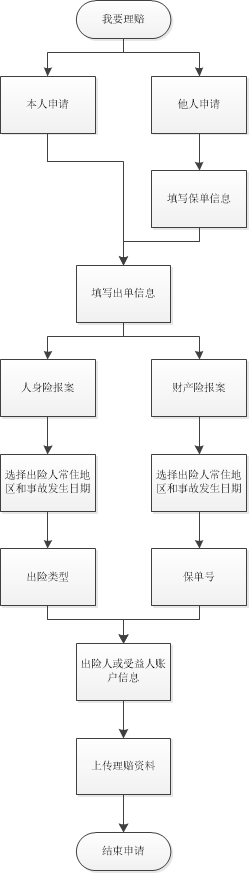 我要理赔
本人申请
他人申请
填写保单信息
填写出单信息
人身险报案
财产险报案
选择出险人常住地
区和事故发生日期
选择出险人常住地
区和事故发生日期
出险类型
保单号
出险人或受益人账
户信息
上传理赔资料
结束申请